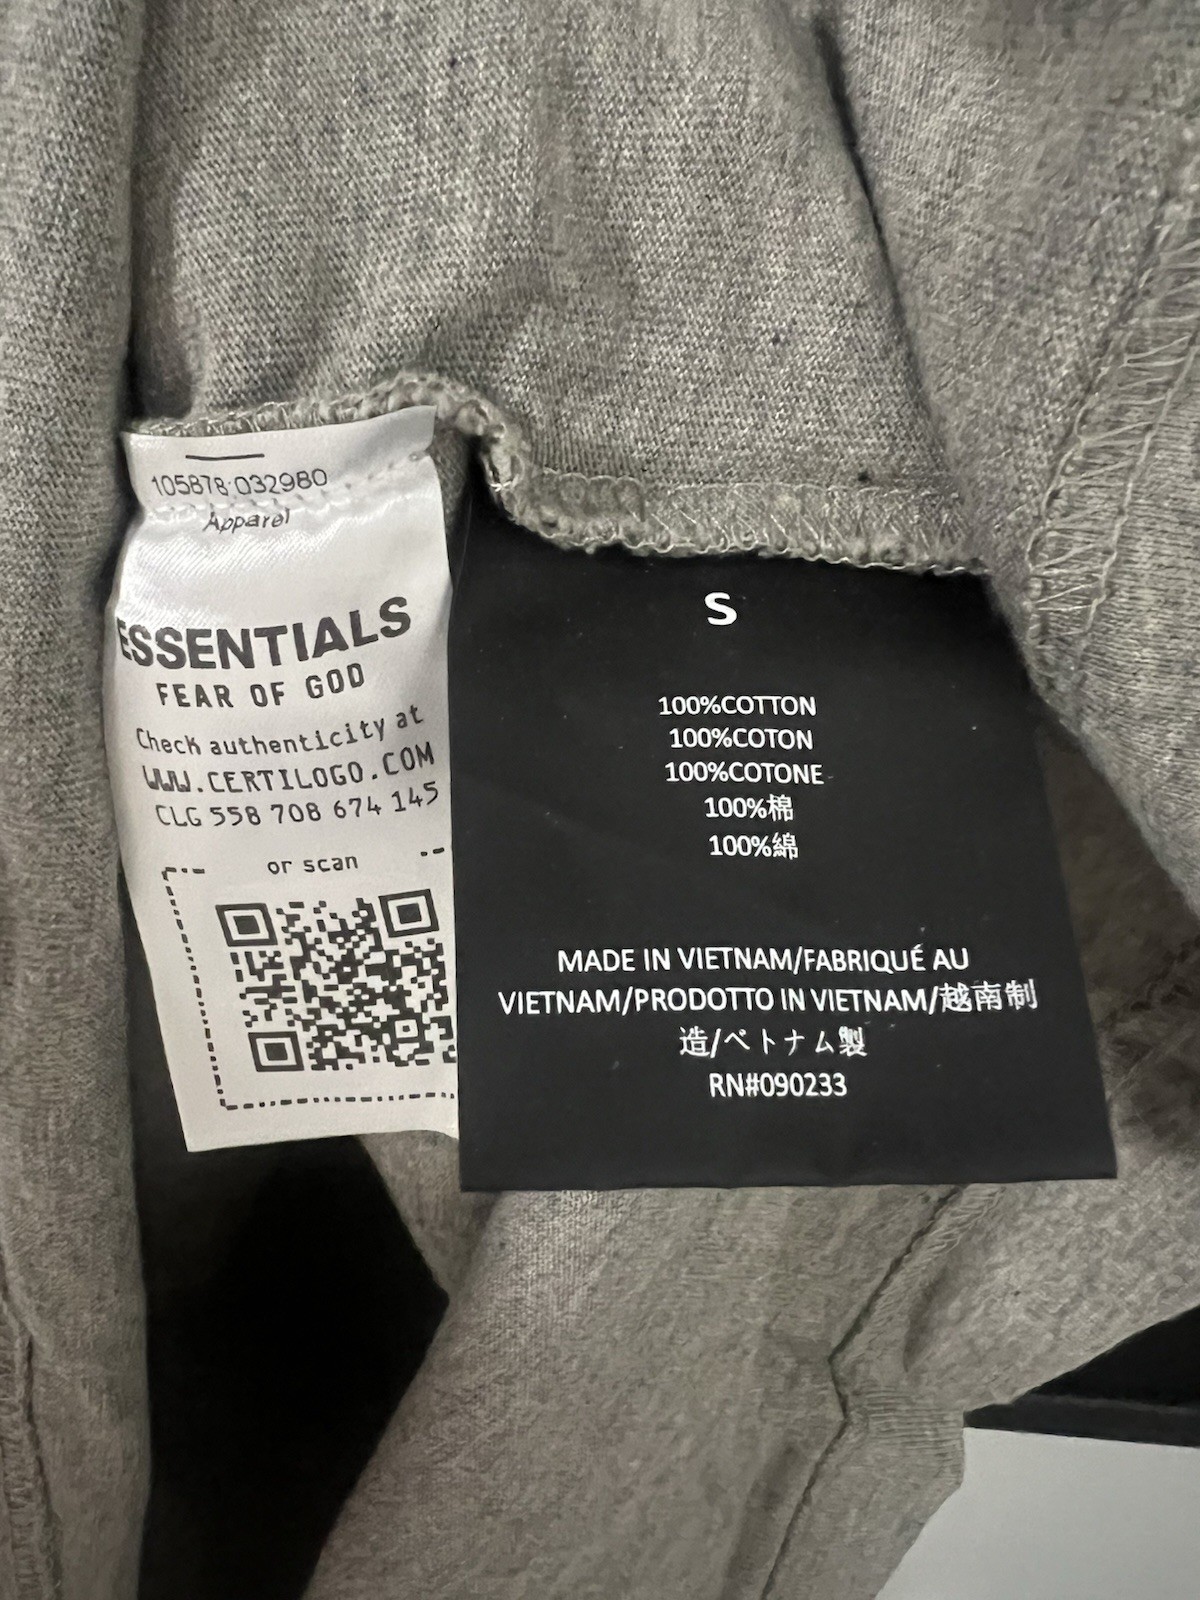 105878:032980
Apparel
ESSENTIALS
FEAR OF GOD
Check authenticity at
WWW.CERTILOGO.COM
CLG 558 708 674 145
or scan
S
100%COTTON
100%COTON
100%COTONE
100%棉
100%綿
MADE IN VIETNAM/FABRIQUÉ AU
VIETNAM/PRODOTTO IN VIETNAM/越南制
造/ベトナム製
RN#090233